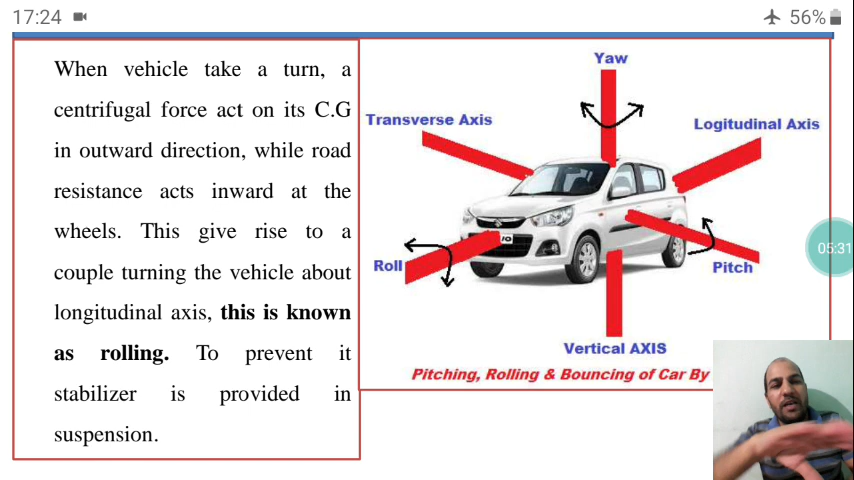 17:24
56%
When vehicle take a turn, a
centrifugal force act on its C.G
in outward direction, while road
resistance acts inward at the
wheels. This give rise to a
couple turning the vehicle about
longitudinal axis, this is known
as rolling. To prevent it
stabilizer is provided in
suspension.
Yaw
Transverse Axis
Logitudinal Axis
Roll
Pitch
Vertical AXIS
Pitching, Rolling & Bouncing of Car By
05:31